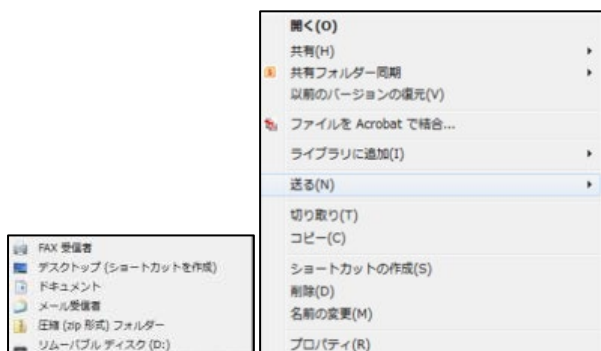 開く(O)
共有(H)
共有フォルダー同期
以前のバージョンの復元(V)
ファイルを Acrobat で結合...
ライブラリに追加(I)
送る(N)
切り取り(T)
コピー(C)
ショートカットの作成(S)
削除(D)
名前の変更(M)
プロパティ(R)
FAX 受信者
デスクトップ (ショートカットを作成)
ドキュメント
メール受信者
圧縮 (zip 形式) フォルダー
リムーバブル ディスク (D:)